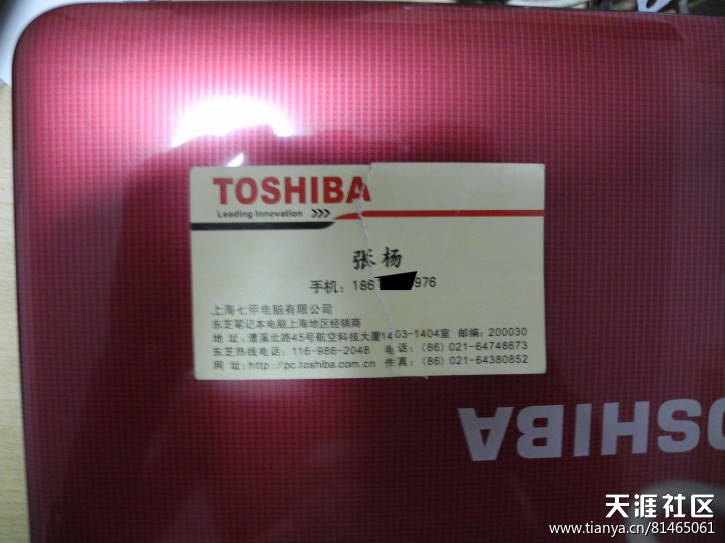 TOSHIBA
Leading Innovation >>>
张杨
手机：186 976
上海七甲电脑有限公司
东芝笔记本电脑上海地区经销商
地 址：漕溪北路45号航空科技大厦1403-1404室 邮编：200030
东芝热线电话：116-986-2048 电话：(86) 021-64748673
网 址：http://pc.toshiba.com.cn 传真：(86) 021-64380852
TOSHIBA
天涯社区
www.tianya.cn/81465061